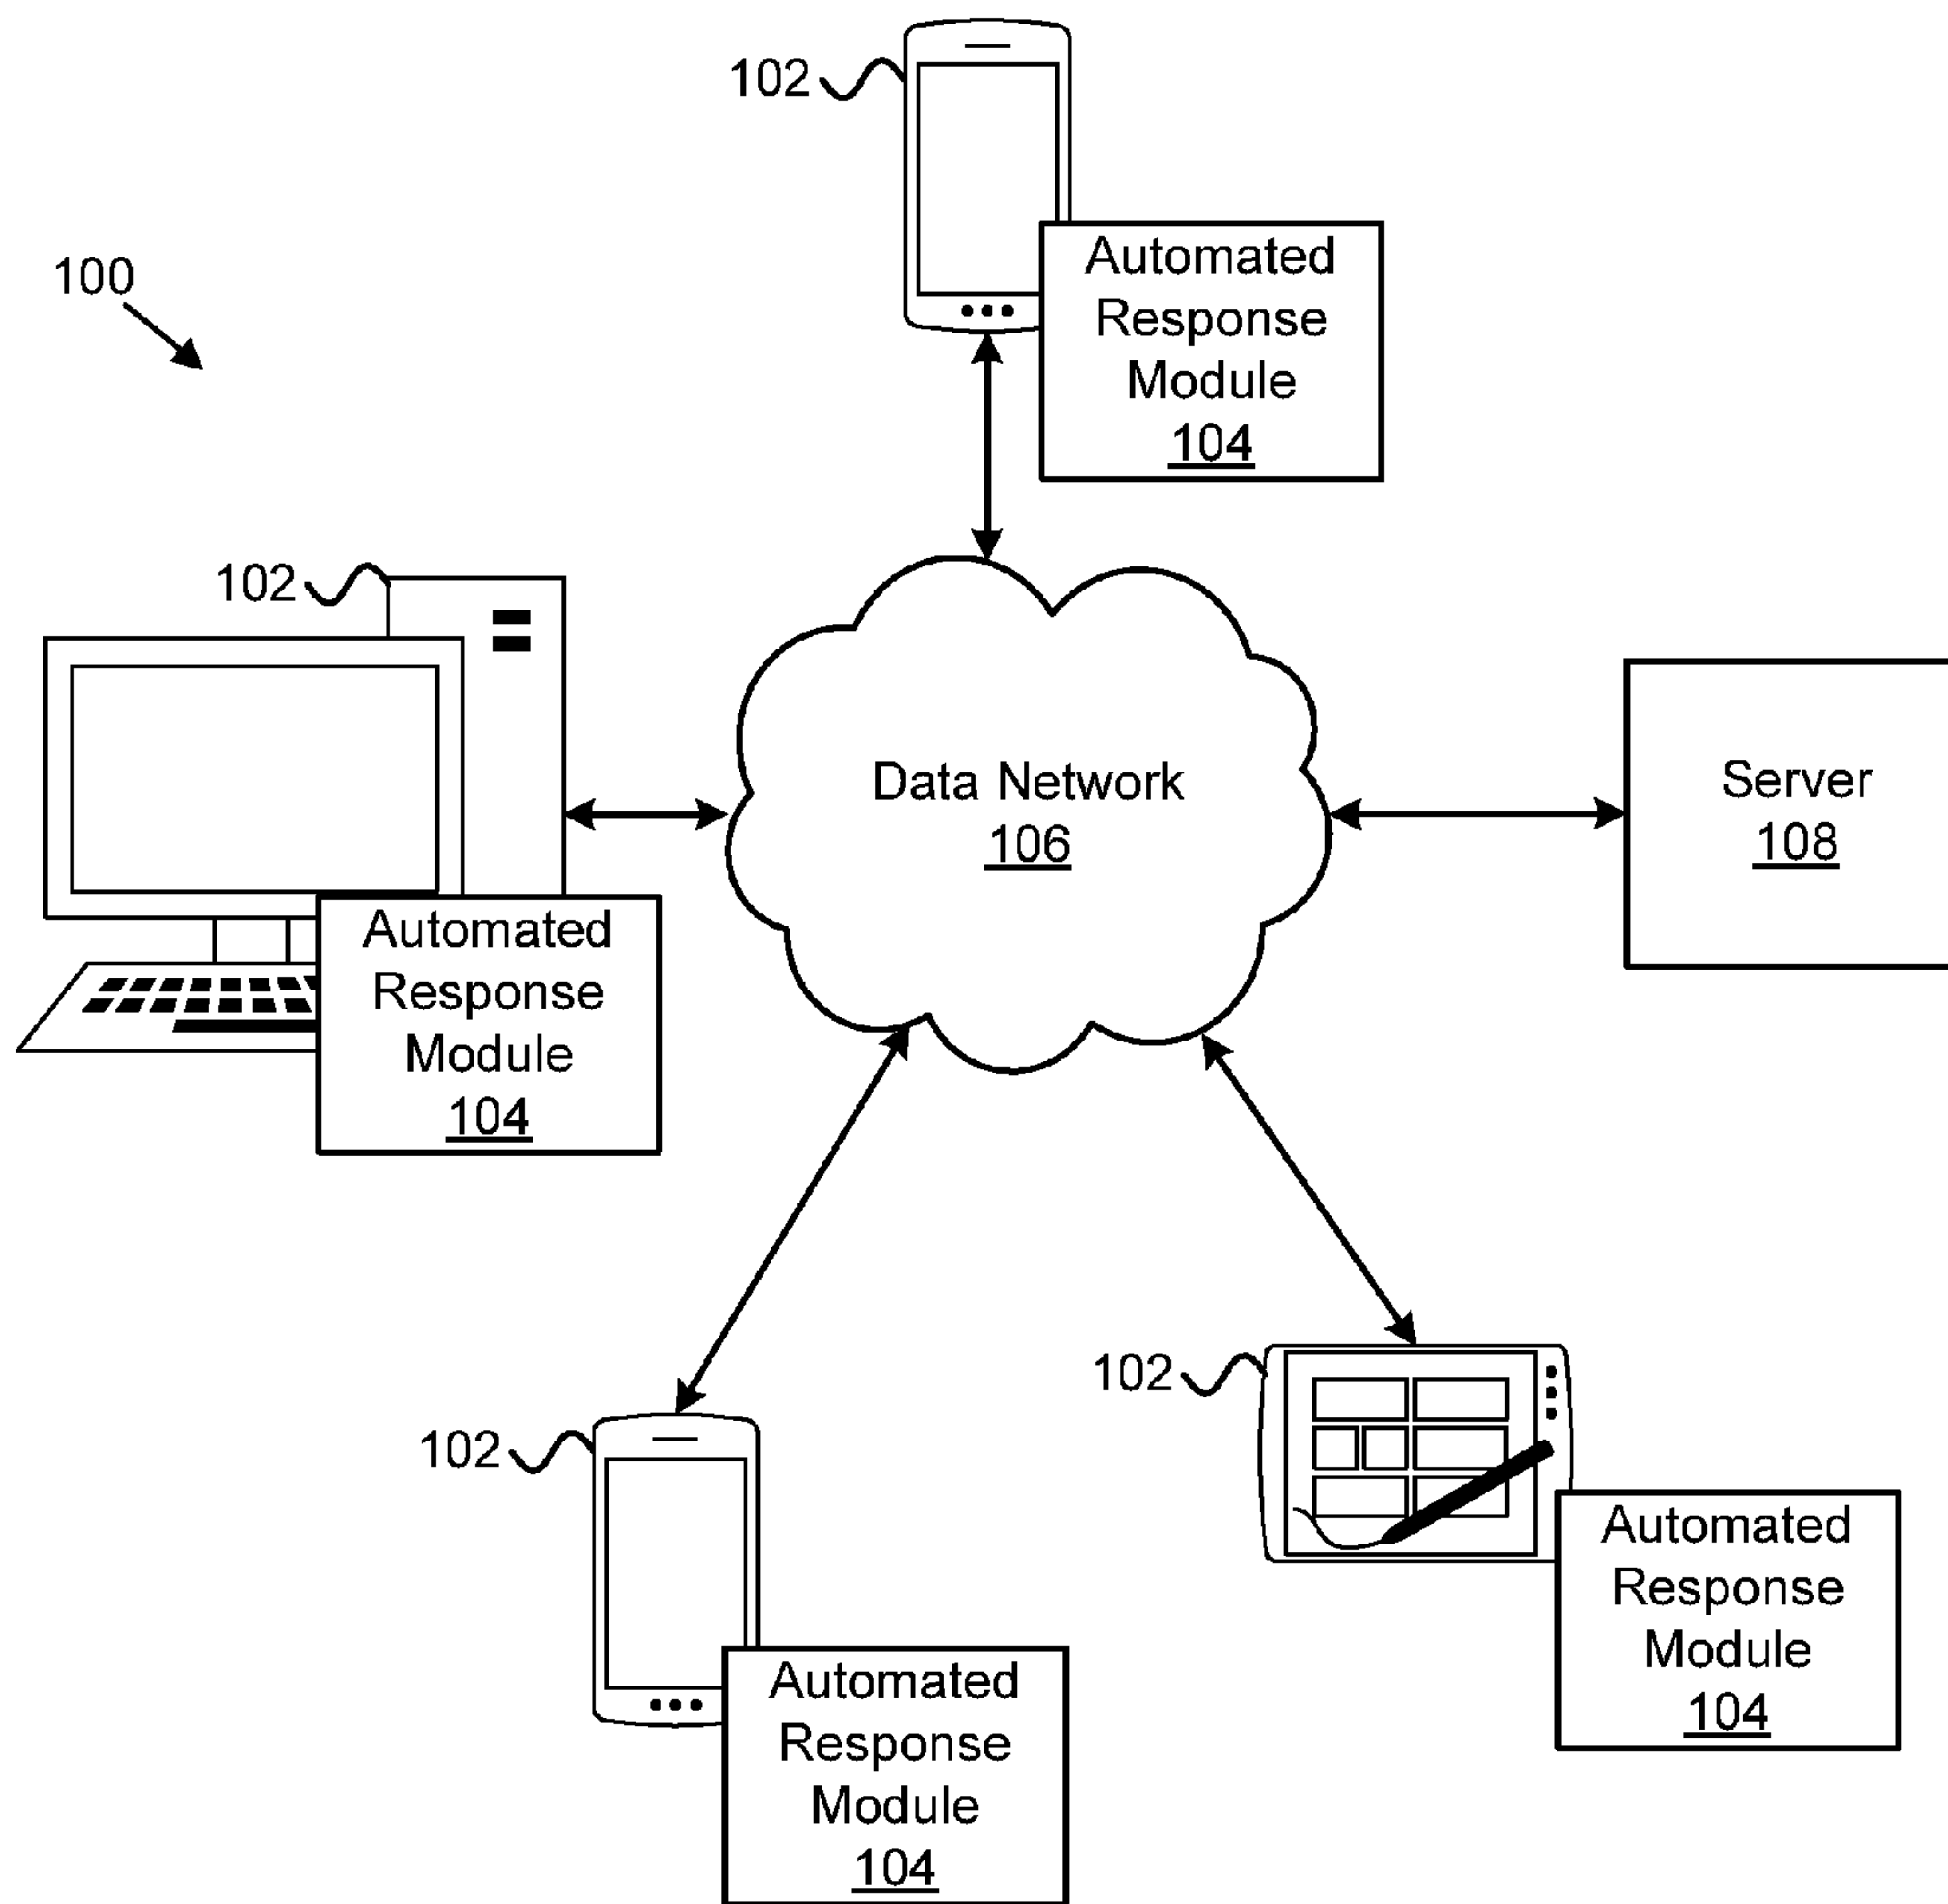 102
Automated
Response
Module
104
100
102
Automated
Response
Module
104
Data Network
106
Server
108
102
Automated
Response
Module
104
102
Automated
Response
Module
104